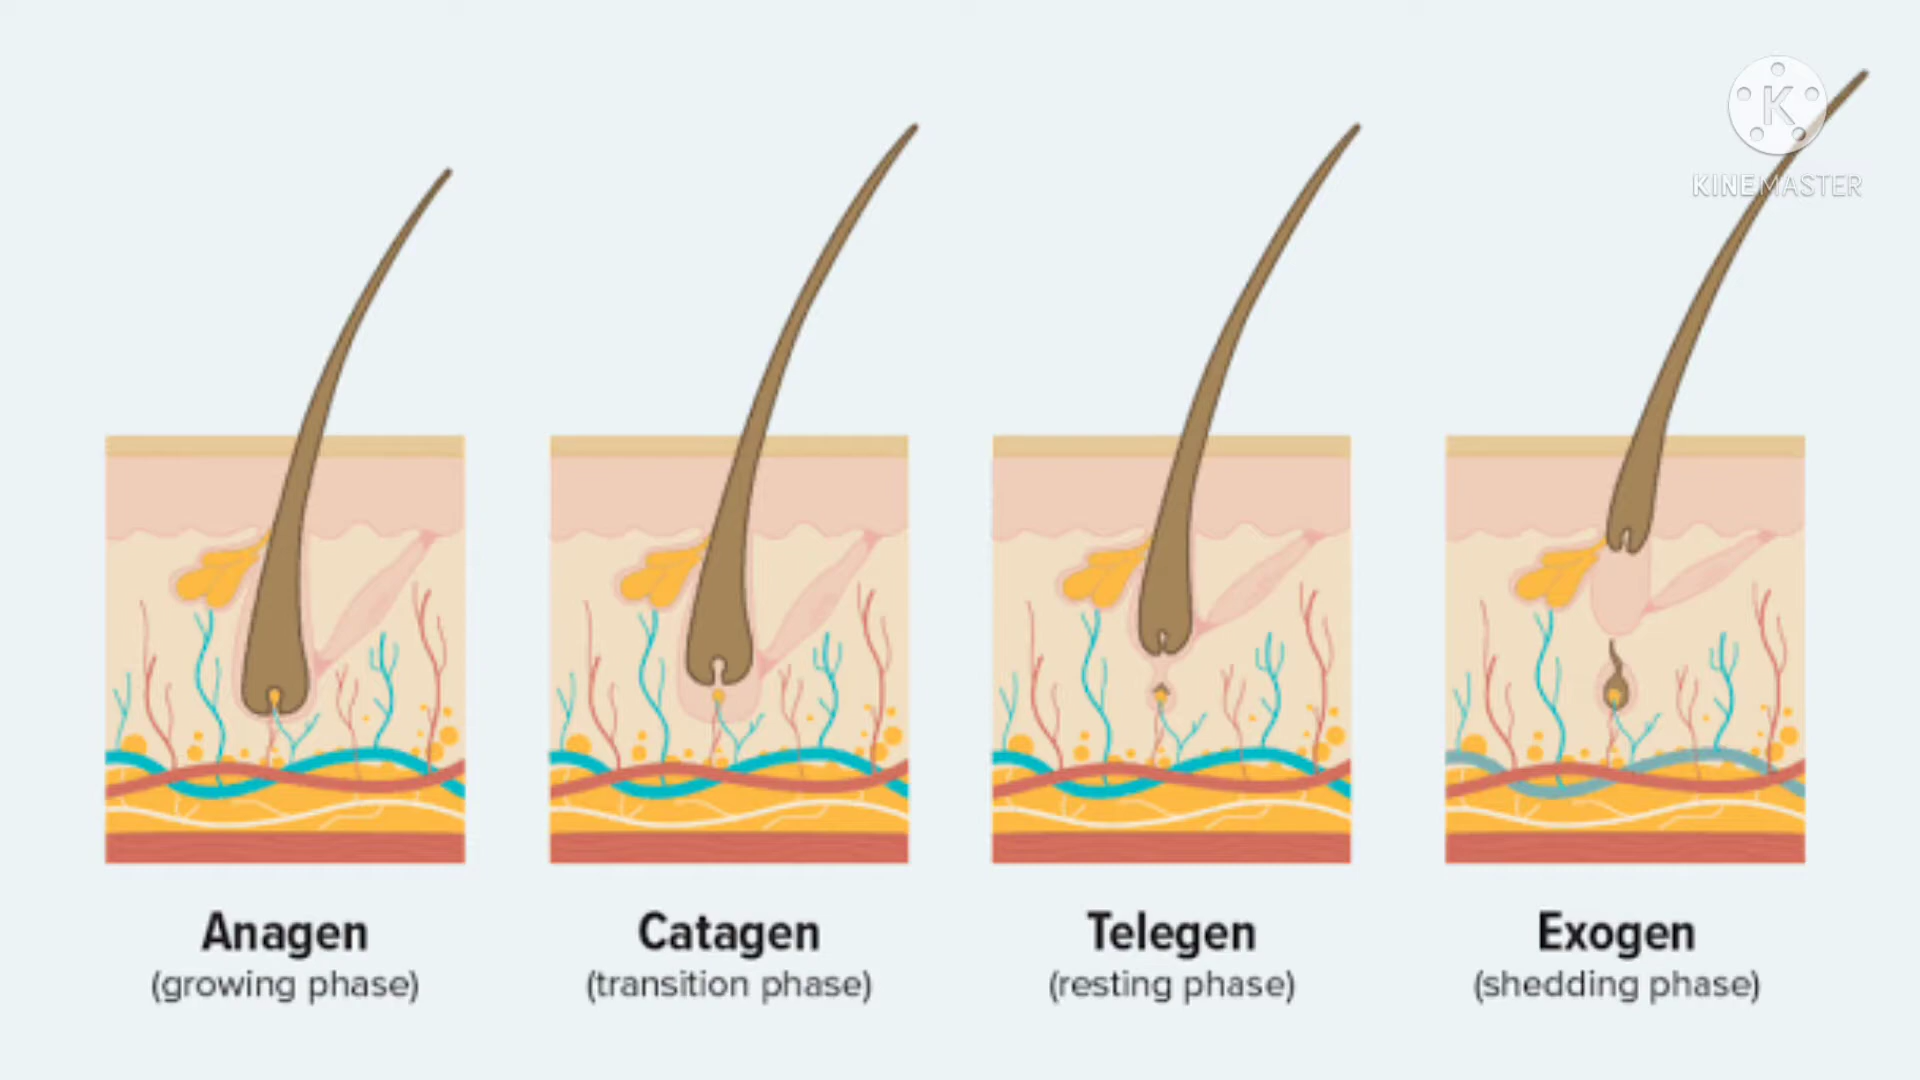 K
KINEMASTER
Anagen
(growing phase)
Catagen
(transition phase)
Telegen
(resting phase)
Exogen
(shedding phase)